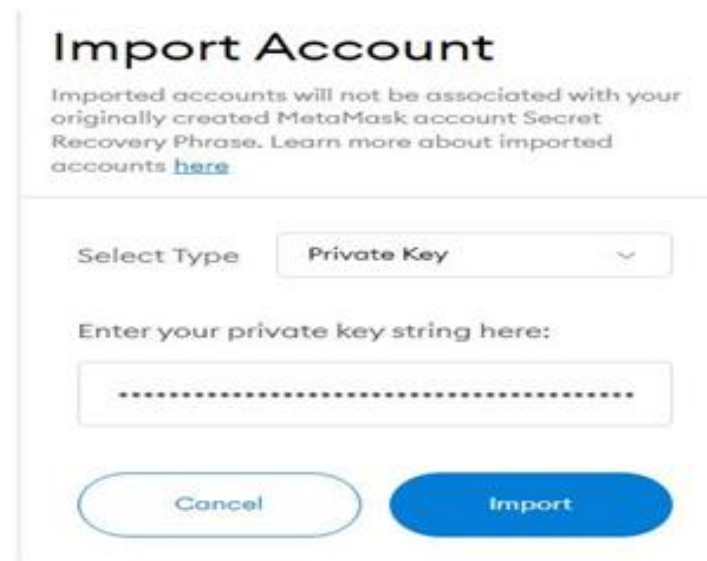 Import Account
Imported accounts will not be associated with your
originally created MetaMask account Secret
Recovery Phrase. Learn more about imported
accounts here
Select Type Private Key
Enter your private key string here:
Cancel Import